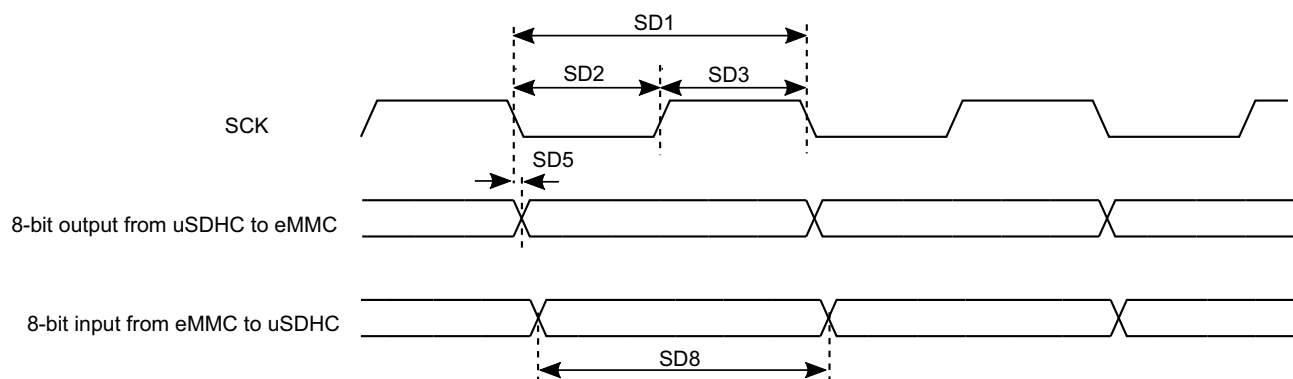 SD1
SD2
SD3
SCK
SD5
8-bit output from uSDHC to eMMC
8-bit input from eMMC to uSDHC
SD8